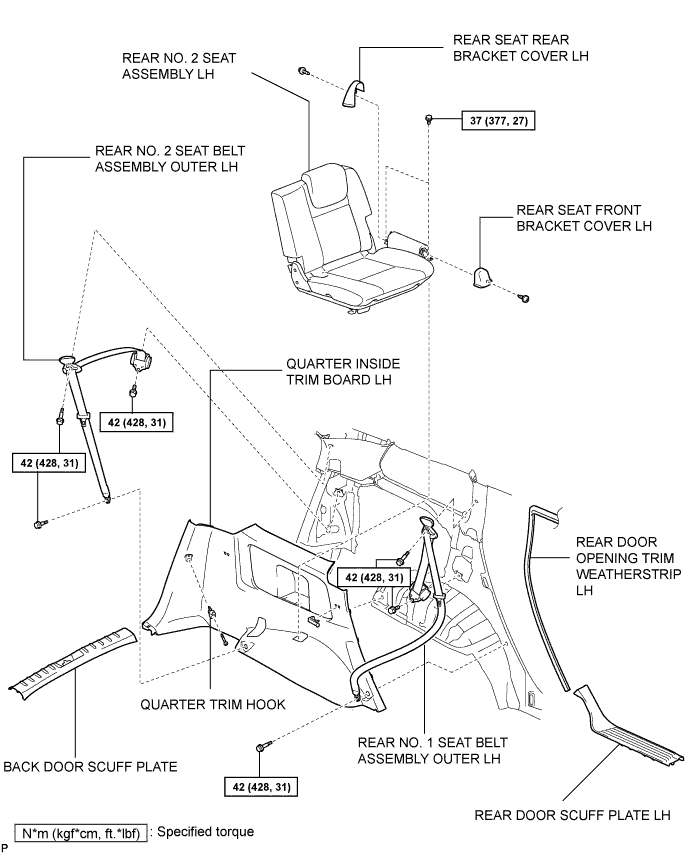 REAR SEAT REAR
BRACKET COVER LH
REAR NO. 2 SEAT
ASSEMBLY LH
37 (377, 27)
REAR NO. 2 SEAT BELT
ASSEMBLY OUTER LH
REAR SEAT FRONT
BRACKET COVER LH
QUARTER INSIDE
TRIM BOARD LH
42 (428, 31)
42 (428, 31)
REAR DOOR
OPENING TRIM
WEATHERSTRIP
LH
42 (428, 31)
QUARTER TRIM HOOK
REAR NO. 1 SEAT BELT
ASSEMBLY OUTER LH
BACK DOOR SCUFF PLATE
42 (428, 31)
REAR DOOR SCUFF PLATE LH
N*m (kgf*cm, ft.*lbf) : Specified torque
P